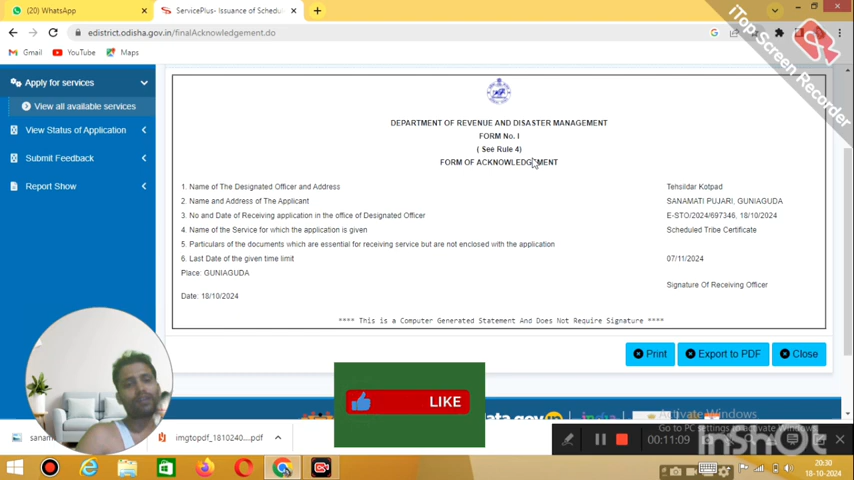 (20) WhatsApp
ServicePlus- Issuance of Schedu
edistrict.odisha.gov.in/finalAcknowledgement.do
Gmail YouTube Maps
iTop Screen Recorder
Apply for services
View all available services
View Status of Application
Submit Feedback
Report Show
DEPARTMENT OF REVENUE AND DISASTER MANAGEMENT
FORM No. I
( See Rule 4)
FORM OF ACKNOWLEDGEMENT
1. Name of The Designated Officer and Address Tehsildar Kotpad
2. Name and Address of The Applicant SANAMATI PUJARI, GUNIAGUDA
3. No and Date of Receiving application in the office of Designated Officer E-STO/2024/697346, 18/10/2024
4. Name of the Service for which the application is given Scheduled Tribe Certificate
5. Particulars of the documents which are essential for receiving service but are not enclosed with the application
6. Last Date of the given time limit 07/11/2024
Place: GUNIAGUDA
Signature Of Receiving Officer
Date: 18/10/2024
**** This is a Computer Generated Statement And Does Not Require Signature ****
Print Export to PDF Close
LIKE
data.gov.in
Activate Windows
Go to PC settings to activate Windows.
sanam
imgtopdf_1810240....pdf
00:11:09
InShOt
20:30
18-10-2024